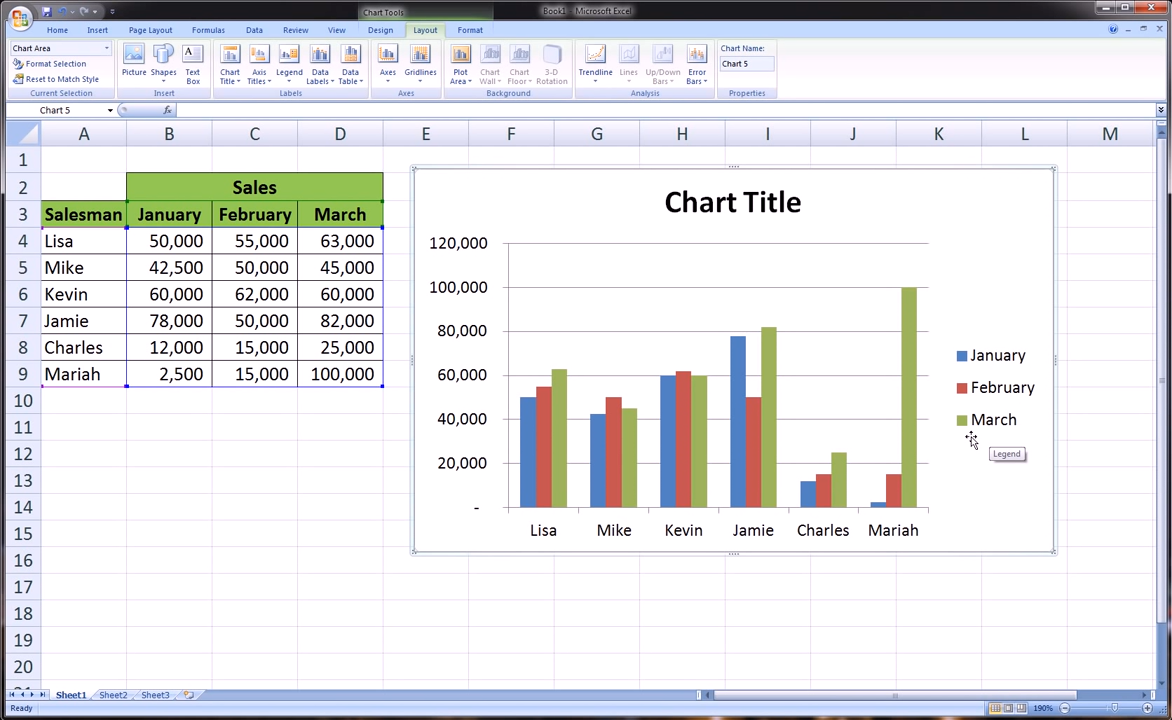 Chart Tools
Book1 - Microsoft Excel
Home Insert Page Layout Formulas Data Review View Design Layout Format
Chart Area
Format Selection
Reset to Match Style
Current Selection
Picture Shapes Text Box
Insert
Chart Title Axis Titles Legend Data Labels Data Table
Labels
Axes Gridlines
Axes
Plot Area Chart Wall Chart Floor 3-D Rotation
Background
Trendline Lines Up/Down Bars Error Bars
Analysis
Chart Name:
Chart 5
Properties
Chart 5 fx
A B C D E F G H I J K L M
1
2 Sales
3 Salesman January February March
4 Lisa 50,000 55,000 63,000
5 Mike 42,500 50,000 45,000
6 Kevin 60,000 62,000 60,000
7 Jamie 78,000 50,000 82,000
8 Charles 12,000 15,000 25,000
9 Mariah 2,500 15,000 100,000
10
11
12
13
14
15
16
17
18
19
20
21
Chart Title
120,000
100,000
80,000
60,000
40,000
20,000
-
Lisa Mike Kevin Jamie Charles Mariah
January
February
March
Legend
Sheet1 Sheet2 Sheet3
Ready
190%